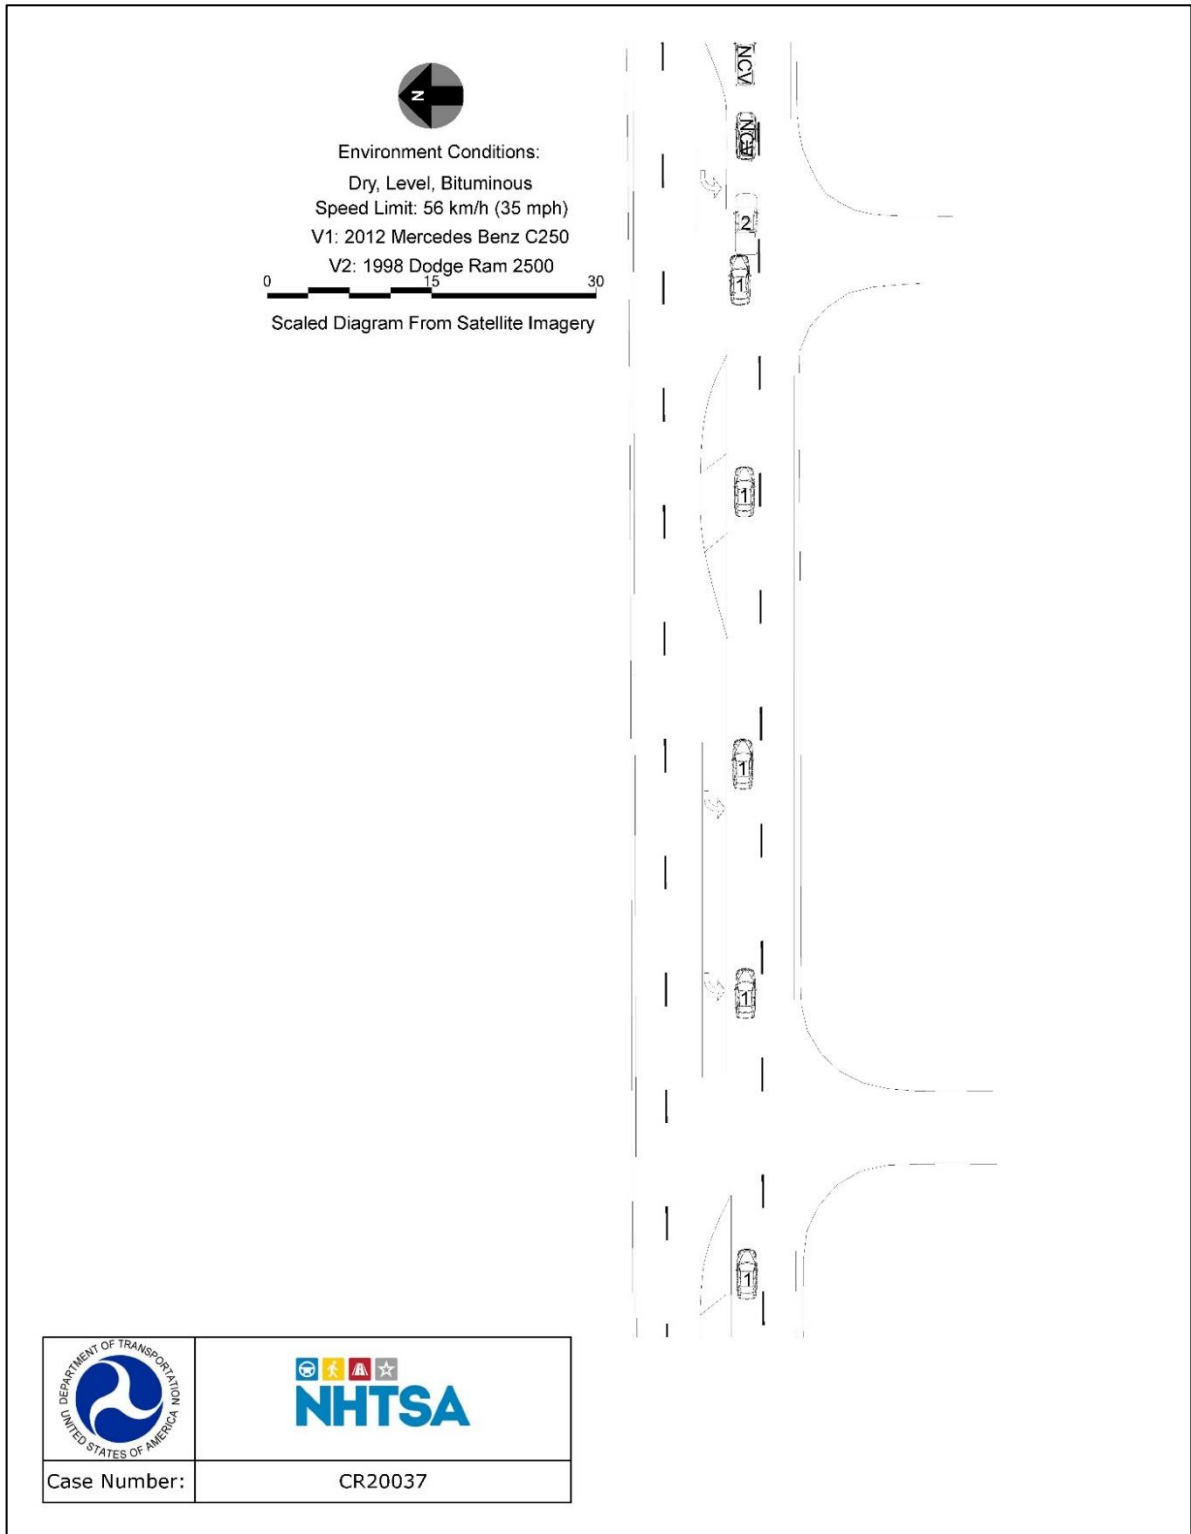 N
Environment Conditions:
Dry, Level, Bituminous
Speed Limit: 56 km/h (35 mph)
V1: 2012 Mercedes Benz C250
V2: 1998 Dodge Ram 2500
0 15 30
Scaled Diagram From Satellite Imagery
NCV
NCV
2
1
1
1
1
1
DEPARTMENT OF TRANSPORTATION
UNITED STATES OF AMERICA
NHTSA
Case Number: CR20037